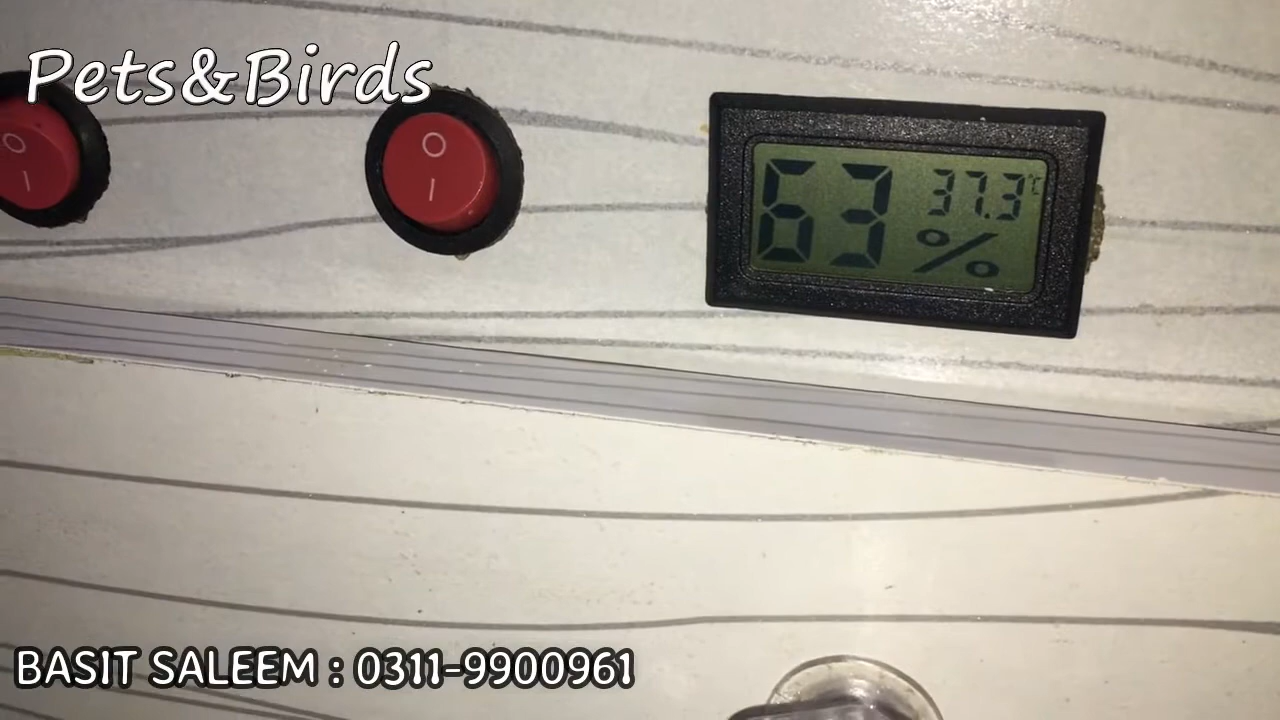 Pets&Birds
O
I
O
I
63 37.3°C
%
BASIT SALEEM : 0311-9900961